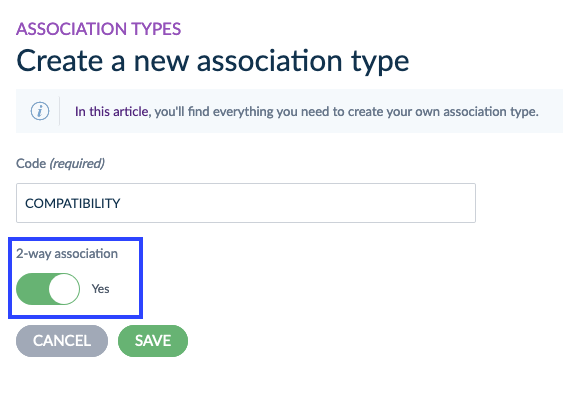 ASSOCIATION TYPES
Create a new association type
In this article, you'll find everything you need to create your own association type.
Code (required)
COMPATIBILITY
2-way association
Yes
CANCEL SAVE